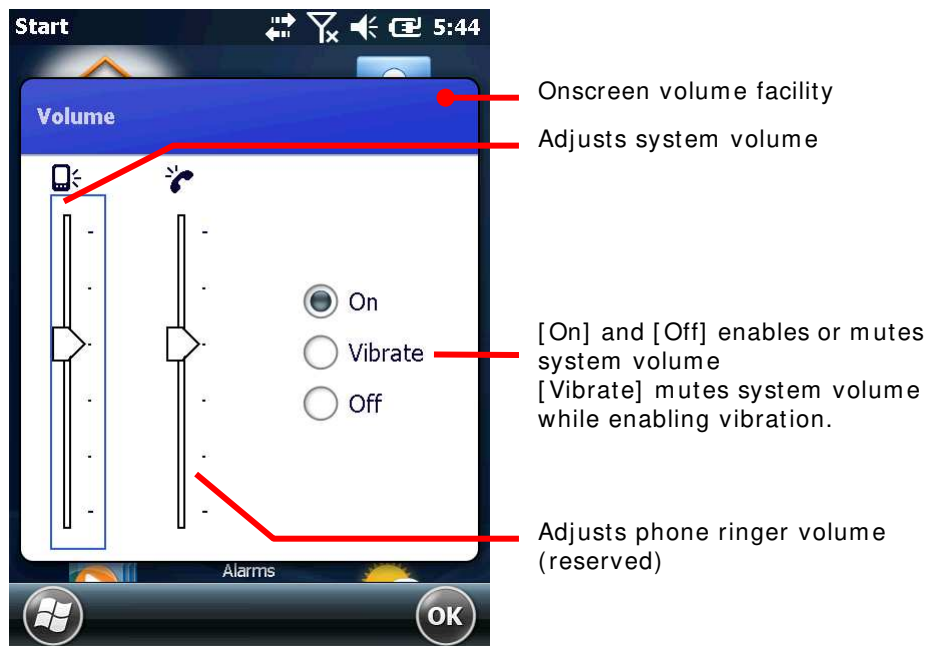 Start 5:44
Volume
On
Vibrate
Off
Alarms
OK
Onscreen volume facility
Adjusts system volume
[On] and [Off] enables or mutes
system volume
[Vibrate] mutes system volume
while enabling vibration.
Adjusts phone ringer volume
(reserved)